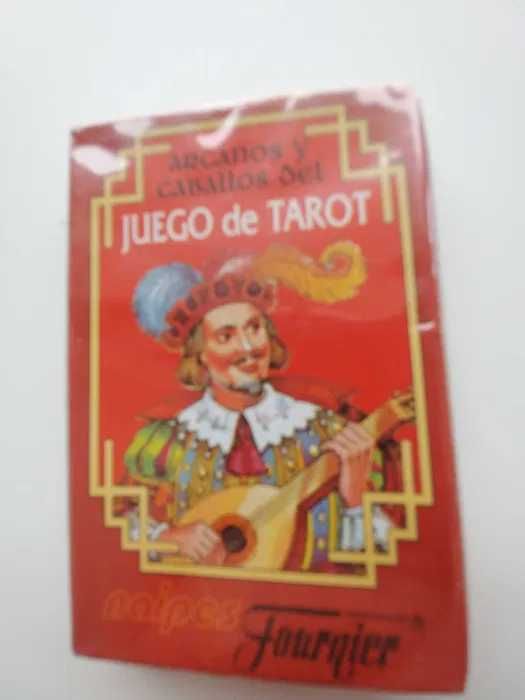 ARCANOS Y
CABALLOS DEL
JUEGO de TAROT
naipes
Fournier